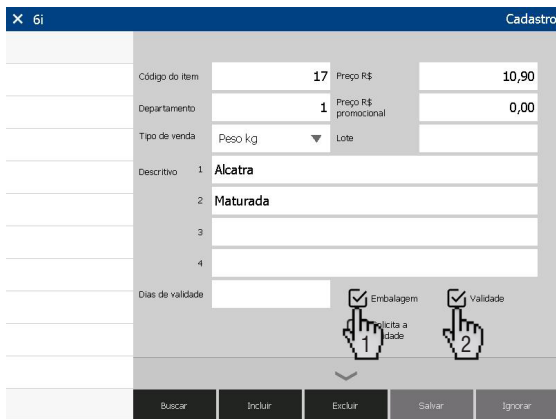 6i Cadastro
Código do item 17 Preço R$ 10,90
Departamento 1 Preço R$ promocional 0,00
Tipo de venda Peso kg Lote
Descritivo 1 Alcatra
2 Maturada
3
4
Dias de validade Embalagem Validade
1 2
Buscar Incluir Excluir Salvar Ignorar